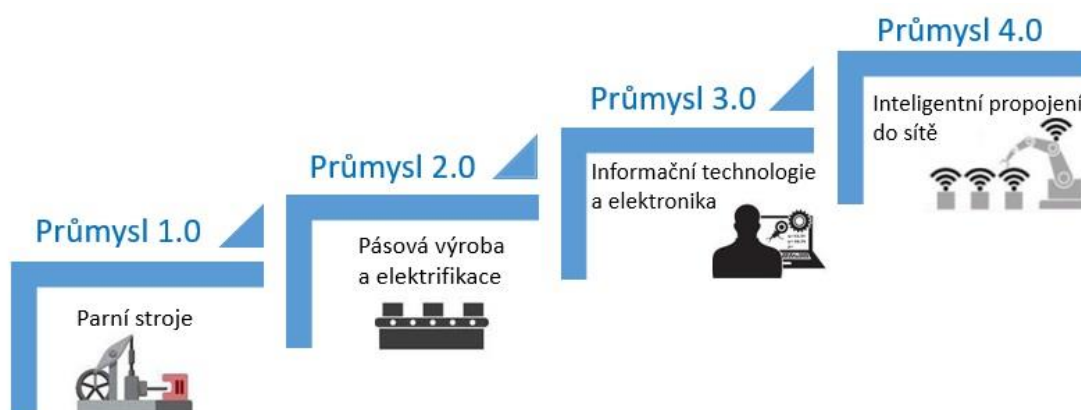 Průmysl 1.0
Parní stroje
Průmysl 2.0
Pásová výroba
a elektrifikace
Průmysl 3.0
Informační technologie
a elektronika
Průmysl 4.0
Inteligentní propojení
do sítě